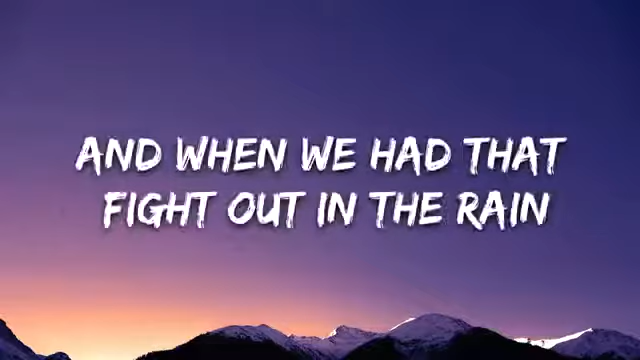 AND WHEN WE HAD THAT
FIGHT OUT IN THE RAIN